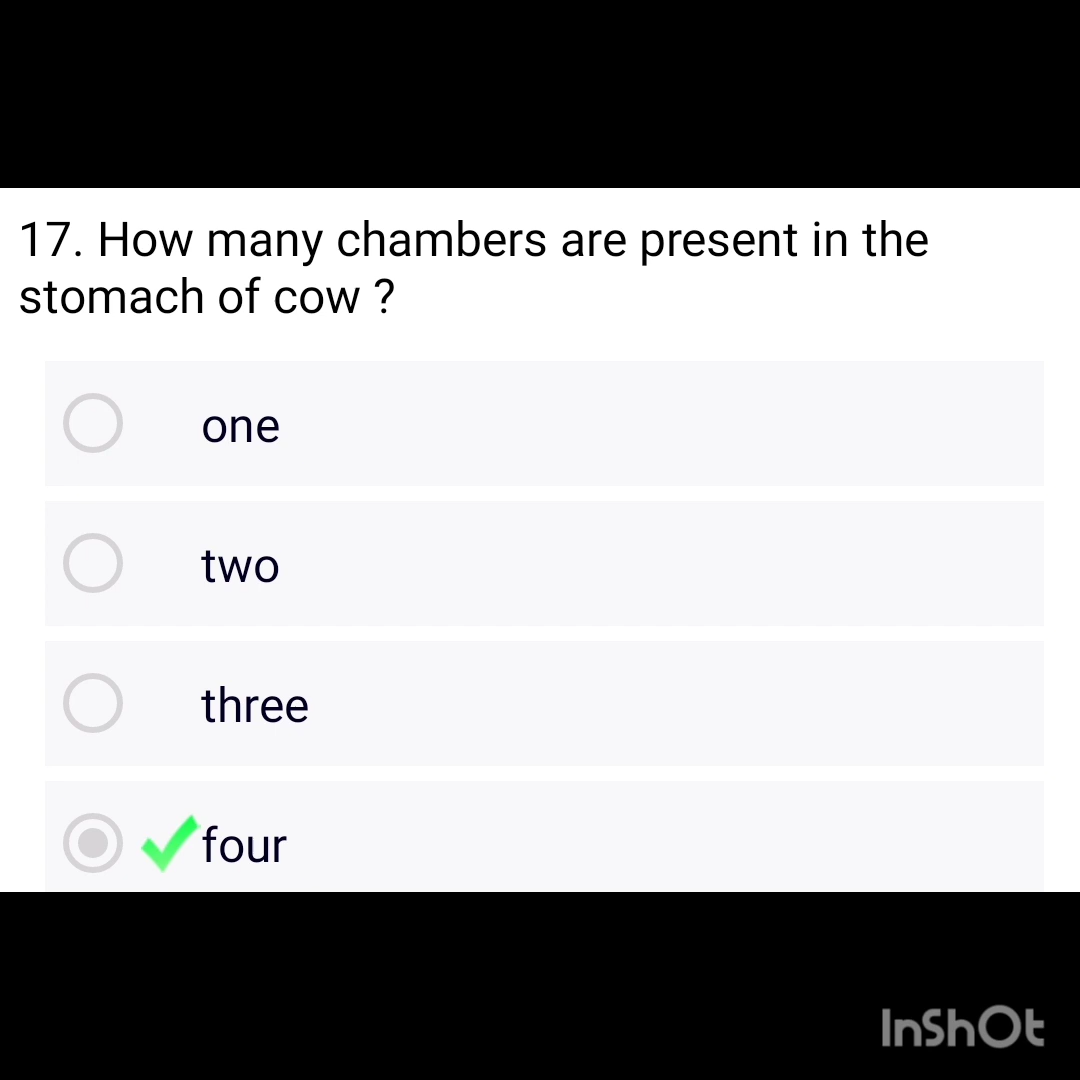 17. How many chambers are present in the
stomach of cow ?
one
two
three
four
InShOt